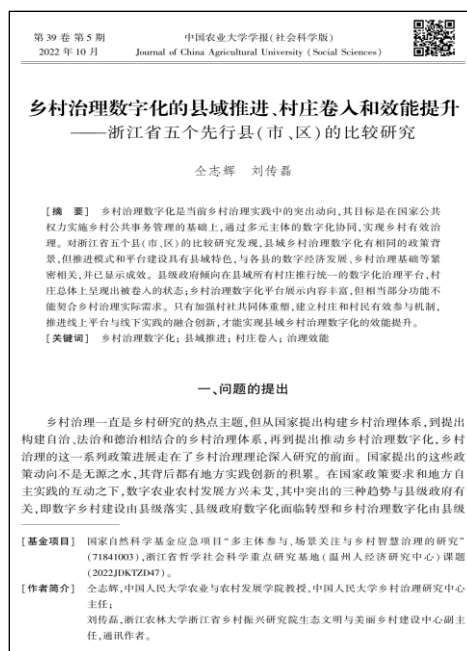 第 39 卷 第 5 期
2022 年 10 月
中国农业大学学报(社会科学版)
Journal of China Agricultural University (Social Sciences)
乡村治理数字化的县域推进、村庄卷入和效能提升
——浙江省五个先行县(市、区)的比较研究
仝志辉 刘传磊
[摘 要] 乡村治理数字化是当前乡村治理实践中的突出动向,其目标是在国家公共
权力实施乡村公共事务管理的基础上,通过多元主体的数字化协同,实现乡村有效治
理。对浙江省五个县(市、区)的比较研究发现,县域乡村治理数字化有相同的政策背
景,但推进模式和平台建设具有县域特色,与各县的数字经济发展、乡村治理基础等紧
密相关,并已显示成效。县级政府倾向在县域所有村庄推行统一的数字化治理平台,村
庄总体上呈现出被卷入的状态;乡村治理数字化平台展示内容丰富,但相当部分功能不
能契合乡村治理实际需求。只有加强村社共同体重塑,建立村庄和村民有效参与机制,
推进线上平台与线下实践的融合创新,才能实现县域乡村治理数字化的效能提升。
[关键词] 乡村治理数字化; 县域推进; 村庄卷入; 治理效能
一、问题的提出
乡村治理一直是乡村研究的热点主题,但从国家提出构建乡村治理体系,到提出
构建自治、法治和德治相结合的乡村治理体系,再到提出推动乡村治理数字化,乡村
治理的这一系列政策进展走在了乡村治理理论深入研究的前面。国家提出的这些政
策动向不是无源之水,其背后都有地方实践创新的积累。在国家政策要求和地方自
主实践的互动之下,数字农业农村发展方兴未艾,其中突出的三种趋势与县级政府有
关,即数字乡村建设由县级落实、县级政府数字化面临转型和乡村治理数字化由县级
[基金项目] 国家自然科学基金应急项目“多主体参与、场景关注与乡村智慧治理的研究”
(71841003),浙江省哲学社会科学重点研究基地(温州人经济研究中心)课题
(2022JDKTZD47)。
[作者简介] 仝志辉,中国人民大学农业与农村发展学院教授,中国人民大学乡村治理研究中心
主任;
刘传磊,浙江农林大学浙江省乡村振兴研究院生态文明与美丽乡村建设中心副主
任,通讯作者。